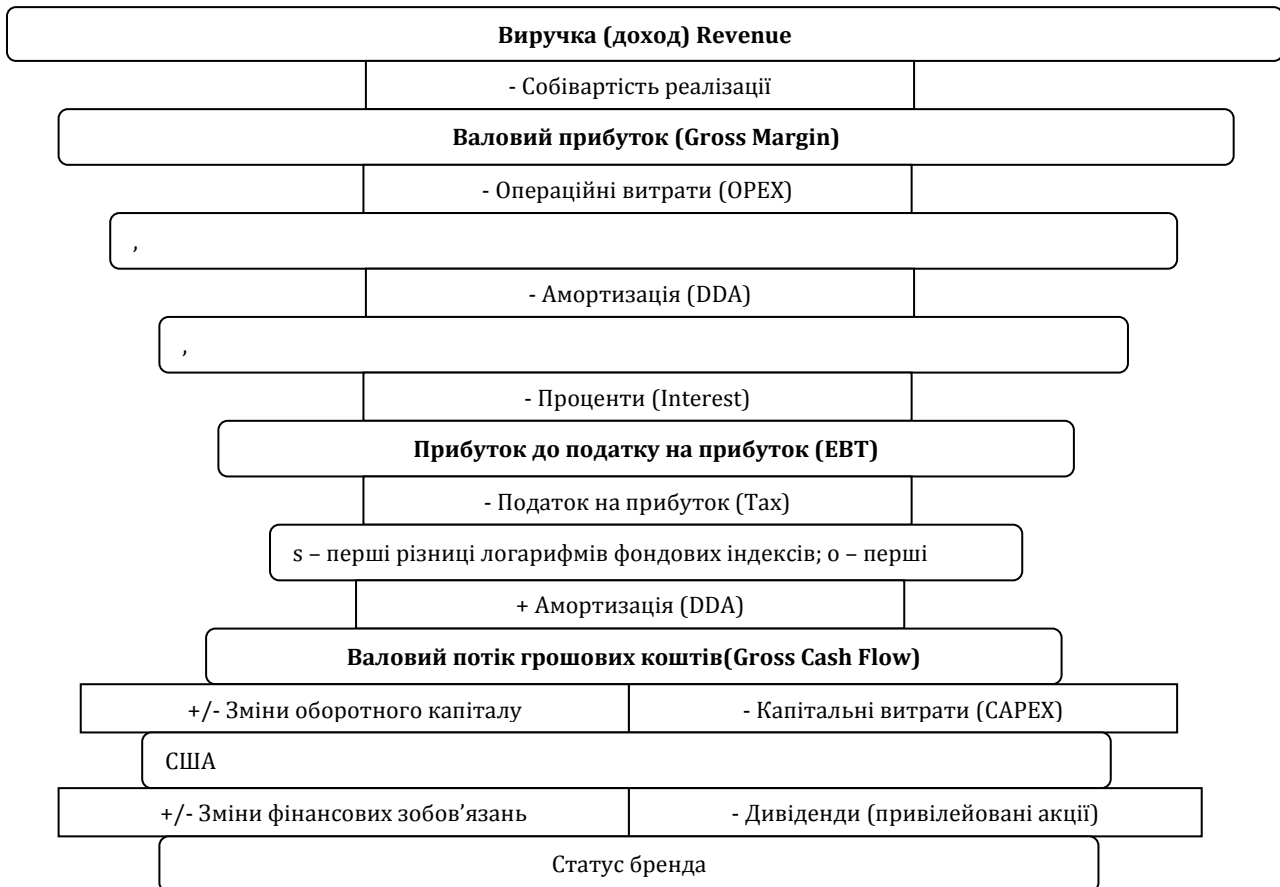 Виручка (доход) Revenue
- Собівартість реалізації
Валовий прибуток (Gross Margin)
- Операційні витрати (OPEX)
,
- Амортизація (DDA)
,
- Проценти (Interest)
Прибуток до податку на прибуток (EBT)
- Податок на прибуток (Tax)
s – перші різниці логарифмів фондових індексів; o – перші
+ Амортизація (DDA)
Валовий потік грошових коштів(Gross Cash Flow)
+/- Зміни оборотного капіталу
- Капітальні витрати (CAPEX)
США
+/- Зміни фінансових зобов’язань
- Дивіденди (привілейовані акції)
Статус бренда